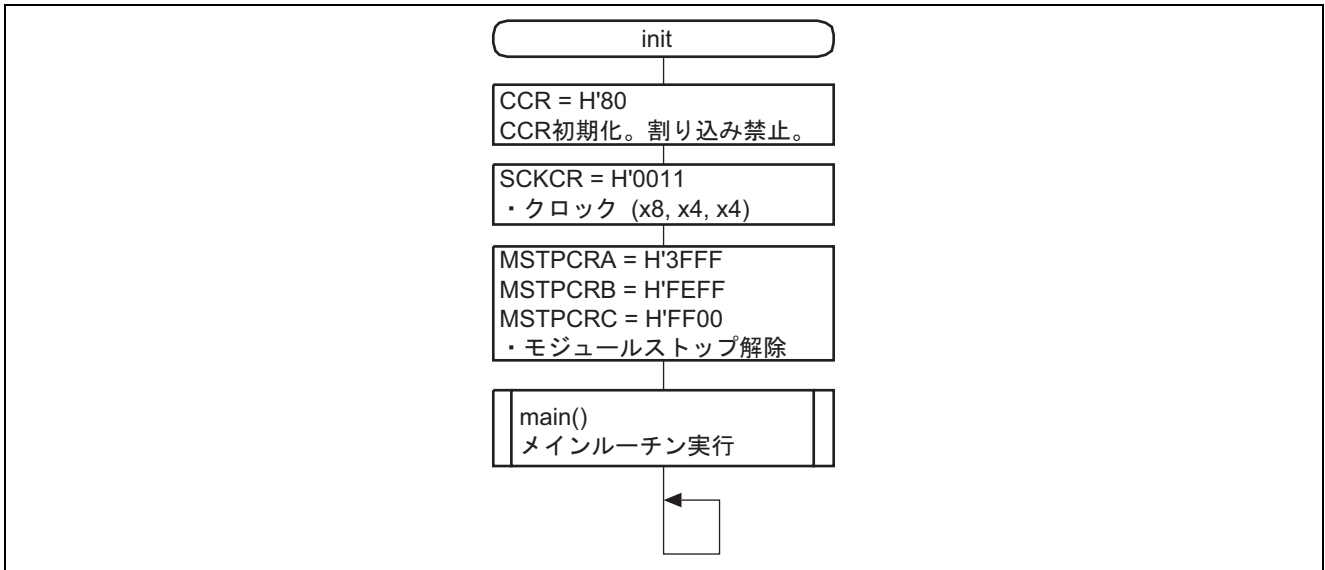 init
CCR = H'80
CCR初期化。割り込み禁止。
SCKCR = H'0011
・クロック (x8, x4, x4)
MSTPCRA = H'3FFF
MSTPCRB = H'FEFF
MSTPCRC = H'FF00
・モジュールストップ解除
main()
メインルーチン実行